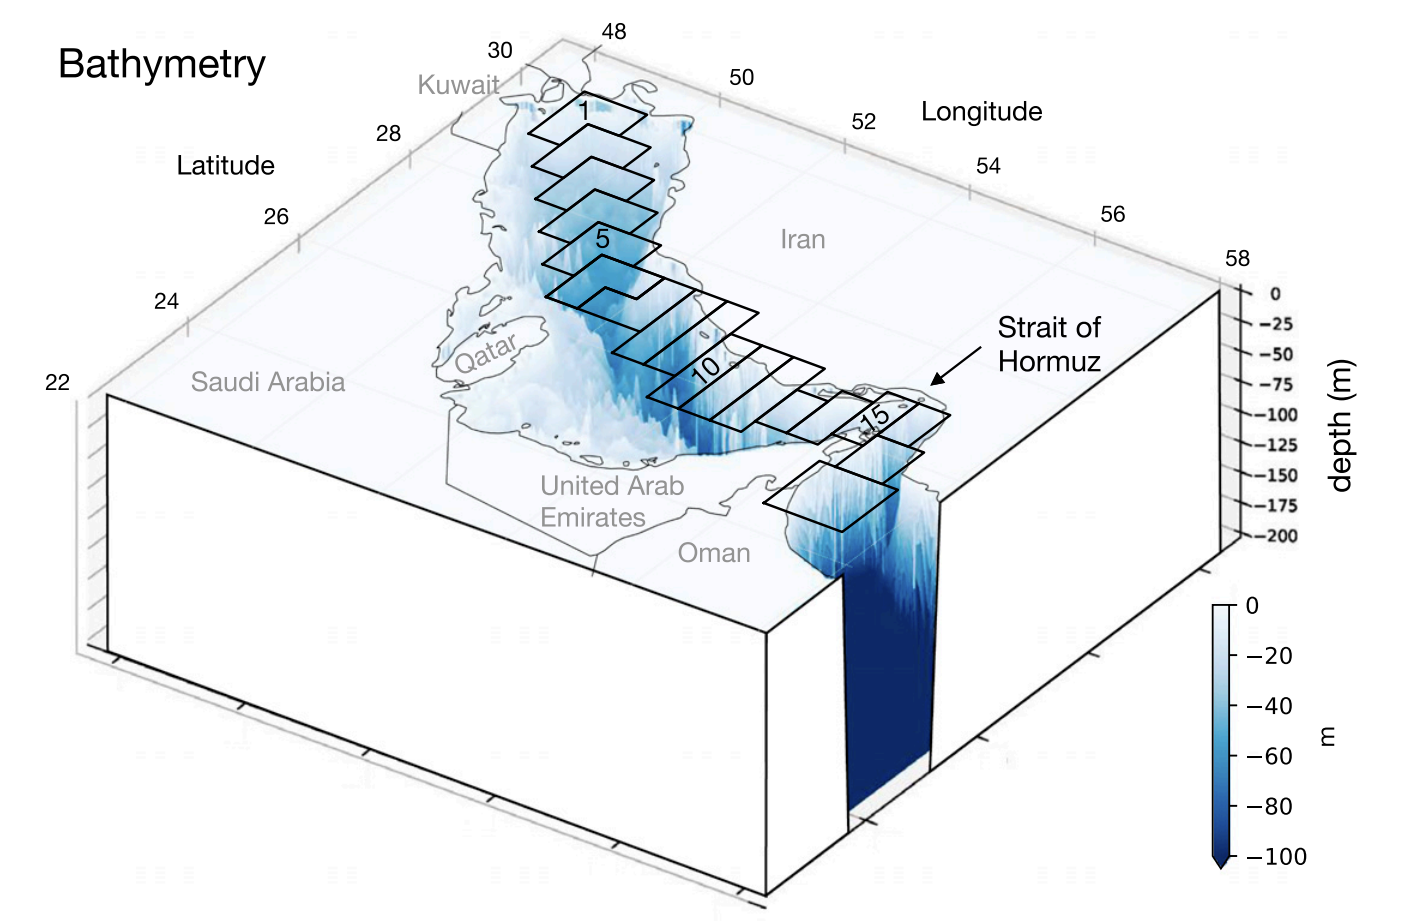 Bathymetry
48
30
50
Kuwait
Longitude
1
52
28
Latitude
54
26
56
5
Iran
58
24
0
−25
Strait of
Hormuz
−50
Qatar
10
22
Saudi Arabia
−75
−100
15
−125
depth (m)
−150
United Arab
Emirates
−175
−200
Oman
0
−20
−40
m
−60
−80
−100